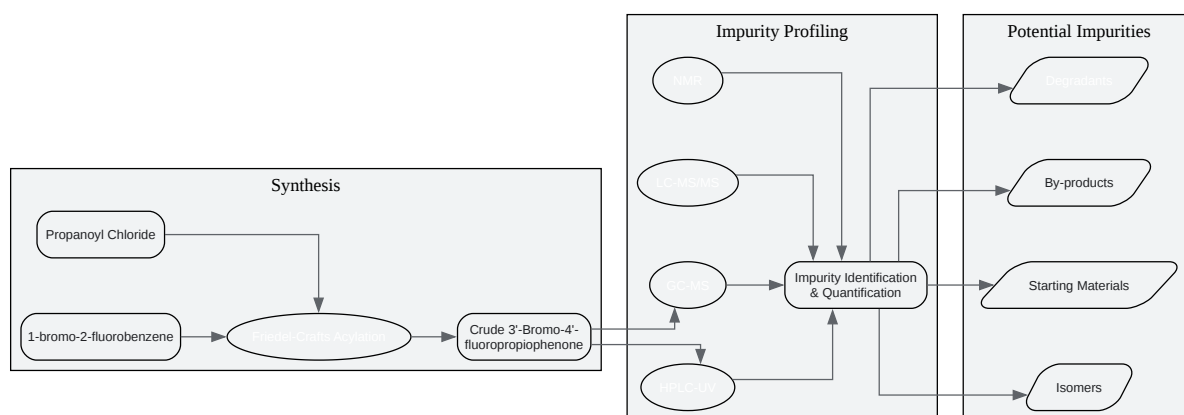 Synthesis
Propanoyl Chloride
1-bromo-2-fluorobenzene
Friedel-Crafts Acylation
Crude 3'-Bromo-4'-
fluoropropiophenone
Impurity Profiling
NMR
LC-MS/MS
GC-MS
HPLC-UV
Impurity Identification
& Quantification
Potential Impurities
Degradants
By-products
Starting Materials
Isomers